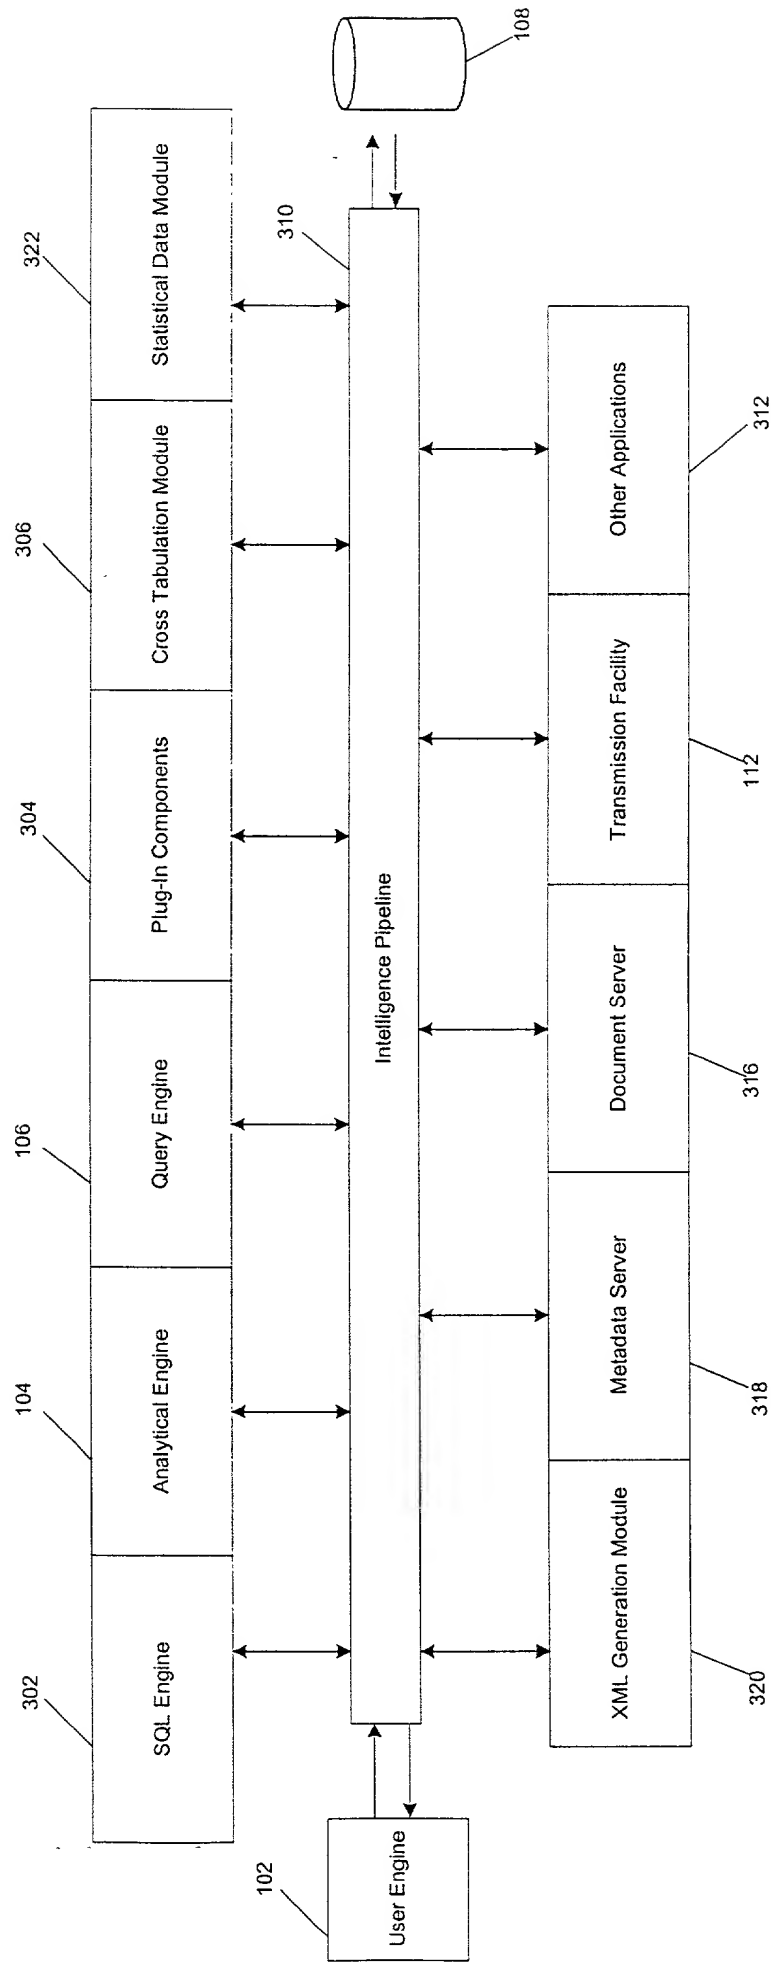 302
104
106
304
306
322
SQL Engine
Analytical Engine
Query Engine
Plug-In Components
Cross Tabulation Module
Statistical Data Module
102
User Engine
Intelligence Pipeline
310
108
XML Generation Module
Metadata Server
Document Server
Transmission Facility
Other Applications
320
318
316
112
312